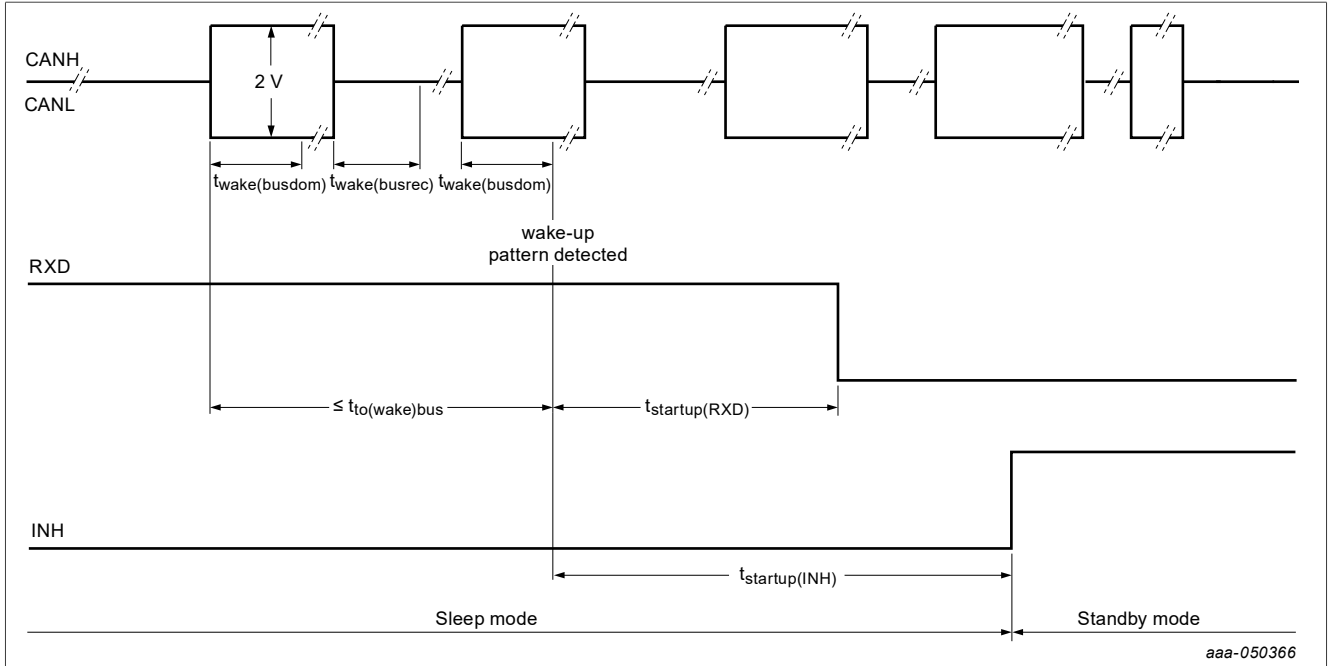 CANH
2 V
CANL
twake(busdom) twake(busrec) twake(busdom)
wake-up
pattern detected
RXD
≤ tto(wake)bus
tstartup(RXD)
INH
tstartup(INH)
Sleep mode
Standby mode
aaa-050366